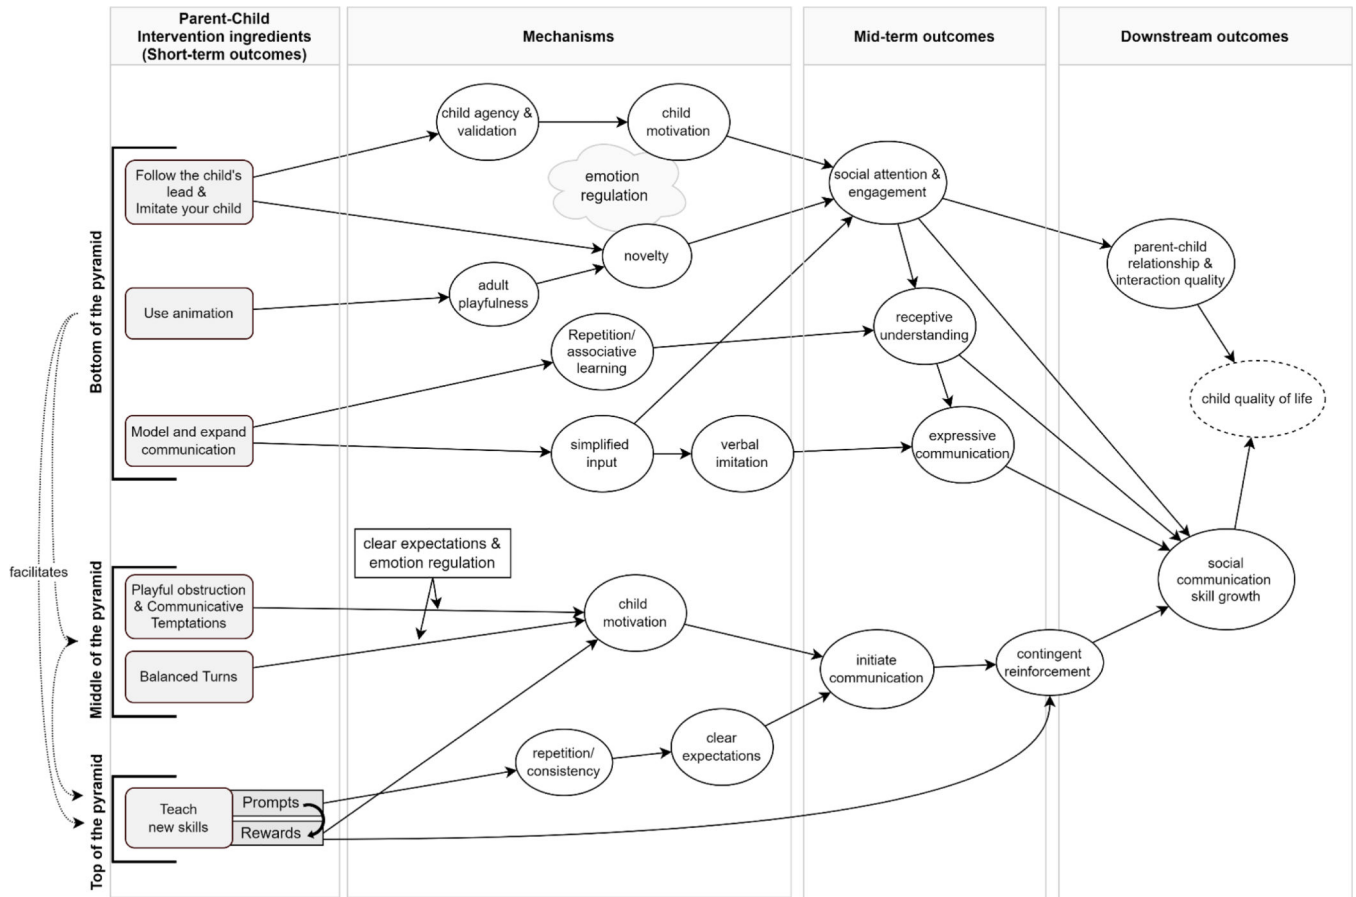 Parent-Child
Intervention ingredients
(Short-term outcomes)
Mechanisms
Mid-term outcomes
Downstream outcomes
Bottom of the pyramid
Follow the child's
lead &
Imitate your child
Use animation
Model and expand
communication
child agency &
validation
child
motivation
emotion
regulation
novelty
adult
playfulness
Repetition/
associative
learning
simplified
input
verbal
imitation
social attention &
engagement
receptive
understanding
expressive
communication
parent-child
relationship &
interaction quality
child quality of life
facilitates
Middle of the pyramid
Playful obstruction
& Communicative
Temptations
Balanced Turns
clear expectations &
emotion regulation
child
motivation
initiate
communication
contingent
reinforcement
social
communication
skill growth
Top of the pyramid
Teach
new skills
Prompts
Rewards
repetition/
consistency
clear
expectations